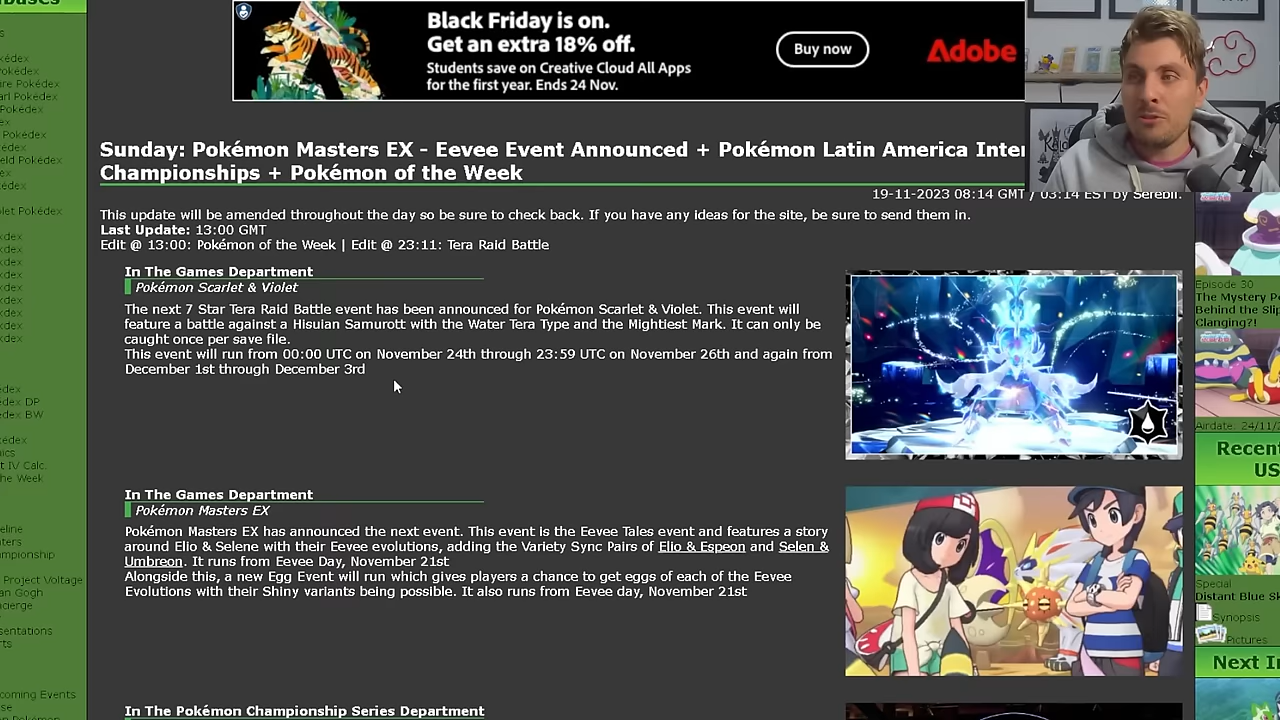 Black Friday is on.
Get an extra 18% off.
Students save on Creative Cloud All Apps
for the first year. Ends 24 Nov.
Buy now
Adobe
Sunday: Pokémon Masters EX - Eevee Event Announced + Pokémon Latin America
Championships + Pokémon of the Week
19-11-2023 08:14 GMT / 03:14 EST by Serebii.
This update will be amended throughout the day so be sure to check back. If you have any ideas for the site, be sure to send them in.
Last Update: 13:00 GMT
Edit @ 13:00: Pokémon of the Week | Edit @ 23:11: Tera Raid Battle
In The Games Department
Pokémon Scarlet & Violet
The next 7 Star Tera Raid Battle event has been announced for Pokémon Scarlet & Violet. This event will
feature a battle against a Hisuian Samurott with the Water Tera Type and the Mightiest Mark. It can only be
caught once per save file.
This event will run from 00:00 UTC on November 24th through 23:59 UTC on November 26th and again from
December 1st through December 3rd
In The Games Department
Pokémon Masters EX
Pokémon Masters EX has announced the next event. This event is the Eevee Tales event and features a story
around Elio & Selene with their Eevee evolutions, adding the Variety Sync Pairs of Elio & Espeon and Selen &
Umbreon. It runs from Eevee Day, November 21st
Alongside this, a new Egg Event will run which gives players a chance to get eggs of each of the Eevee
Evolutions with their Shiny variants being possible. It also runs from Eevee day, November 21st
In The Pokémon Championship Series Department
Pokédex
Pokédex
Pokédex
Pokédex
Pokédex
Pokédex
Pokédex
Pokédex DP
IV Calc.
Project Voltage
Events
Episode 30
The Mystery
Behind the
Clanging?!
Airdate: 24/11/
Recent
US
Special
Distant Blue
Synopsis
Pictures
Next